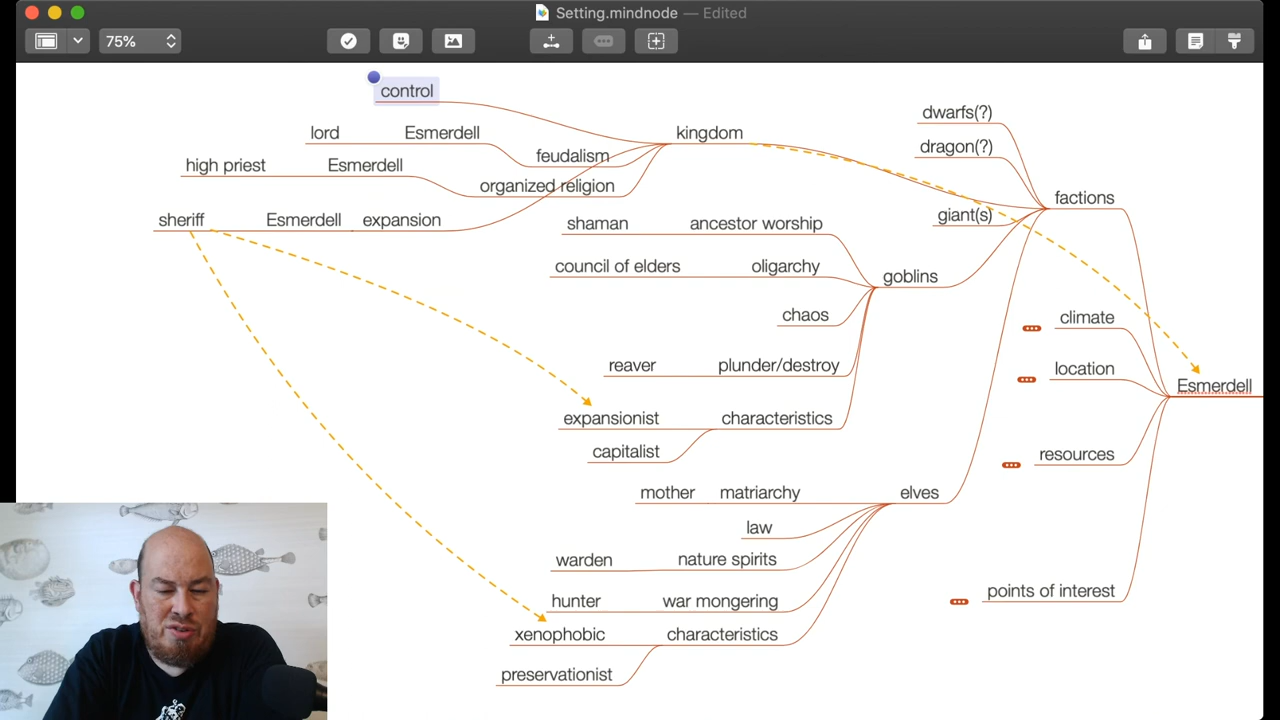 Setting.mindnode — Edited
75%
control
dwarfs(?)
lord
Esmerdell
kingdom
dragon(?)
feudalism
high priest
Esmerdell
organized religion
factions
sheriff
Esmerdell
expansion
shaman
ancestor worship
giant(s)
council of elders
oligarchy
goblins
chaos
climate
reaver
plunder/destroy
location
Esmerdell
expansionist
characteristics
capitalist
resources
mother
matriarchy
elves
law
warden
nature spirits
hunter
war mongering
points of interest
xenophobic
characteristics
preservationist